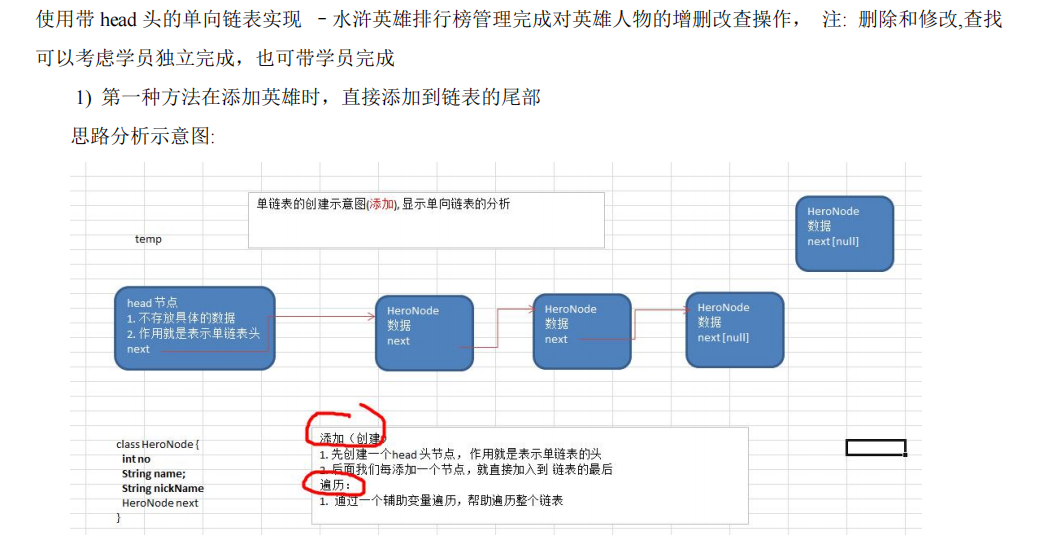 使用带 head 头的单向链表实现 －水浒英雄排行榜管理完成对英雄人物的增删改查操作， 注: 删除和修改,查找
可以考虑学员独立完成，也可带学员完成
1) 第一种方法在添加英雄时，直接添加到链表的尾部
思路分析示意图:
单链表的创建示意图(添加), 显示单向链表的分析
temp
HeroNode
数据
next [null]
head 节点
1. 不存放具体的数据
2. 作用就是表示单链表头
next
HeroNode
数据
next
HeroNode
数据
next
HeroNode
数据
next [null]
class HeroNode {
int no
String name;
String nickName
HeroNode next
}
添加（创建）
1. 先创建一个head 头节点， 作用就是表示单链表的头
2. 后面我们每添加一个节点，就直接加入到 链表的最后
遍历：
1. 通过一个辅助变量遍历，帮助遍历整个链表